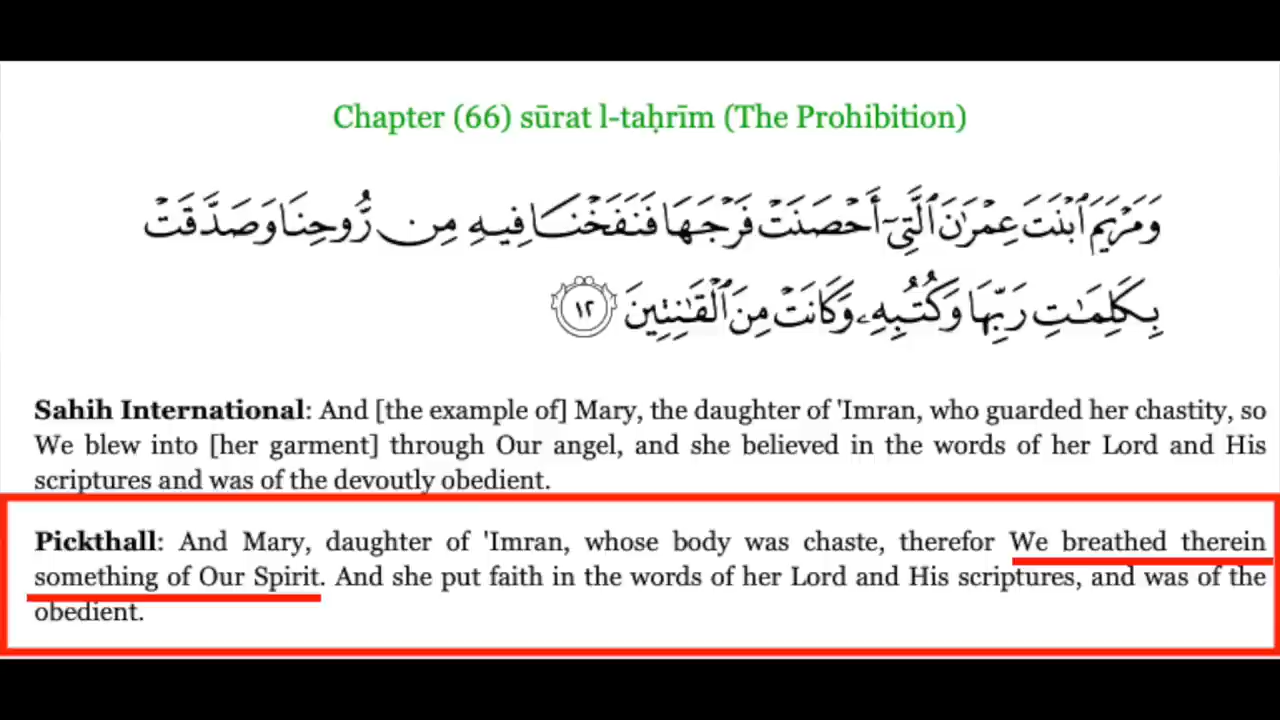 Chapter (66) sūrat l-taḥrīm (The Prohibition)
وَمَرْيَمَ ٱبْنَتَ عِمْرَٰنَ ٱلَّتِىٓ أَحْصَنَتْ فَرْجَهَا فَنَفَخْنَا فِيهِ مِن رُّوحِنَا وَصَدَّقَتْ
بِكَلِمَٰتِ رَبِّهَا وَكُتُبِهِۦ وَكَانَتْ مِنَ ٱلْقَٰنِتِينَ ١٢
Sahih International: And [the example of] Mary, the daughter of 'Imran, who guarded her chastity, so
We blew into [her garment] through Our angel, and she believed in the words of her Lord and His
scriptures and was of the devoutly obedient.
Pickthall: And Mary, daughter of 'Imran, whose body was chaste, therefor We breathed therein
something of Our Spirit. And she put faith in the words of her Lord and His scriptures, and was of the
obedient.